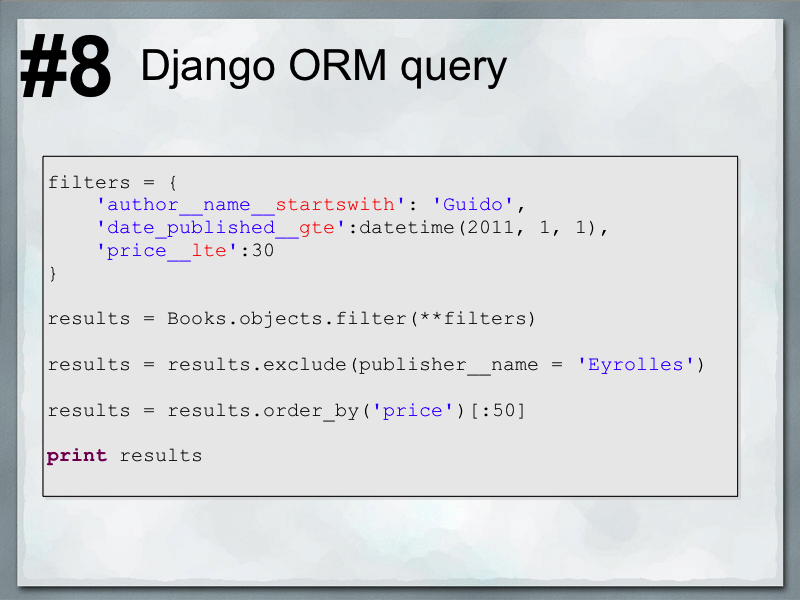 #8 Django ORM query
filters = {
    'author__name__startswith': 'Guido',
    'date_published__gte':datetime(2011, 1, 1),
    'price__lte':30
}
results = Books.objects.filter(**filters)
results = results.exclude(publisher__name = 'Eyrolles')
results = results.order_by('price')[:50]
print results